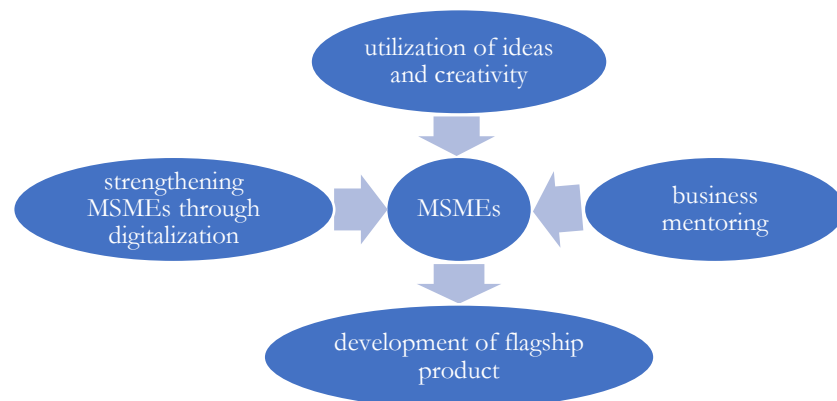 utilization of ideas
and creativity
strengthening
MSMEs through
digitalization
MSMEs
business
mentoring
development of flagship
product